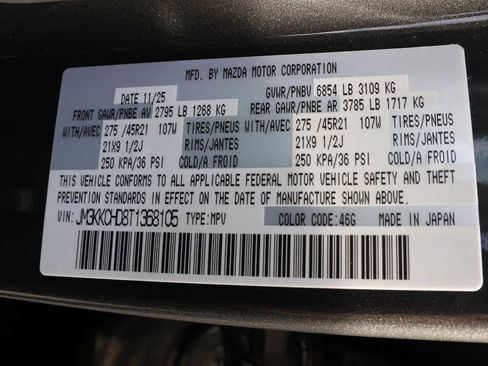 MFD. BY MAZDA MOTOR CORPORATION
DATE 11/25 GVWR/PNBV 6854 LB 3109 KG
FRONT GAWR/PNBE AV 2795 LB 1268 KG REAR GAWR/PNBE AR 3785 LB 1717 KG
WITH/AVEC 275 /45R21 107W TIRES/PNEUS WITH/AVEC 275 /45R21 107W TIRES/PNEUS
21X9 1/2J RIMS/JANTES 21X9 1/2J RIMS/JANTES
250 KPA/36 PSI COLD/A FROID 250 KPA/36 PSI COLD/A FROID
THIS VEHICLE CONFORMS TO ALL APPLICABLE FEDERAL MOTOR VEHICLE SAFETY AND THEFT
PREVENTION STANDARDS IN EFFECT ON THE DATE OF MANUFACTURE SHOWN ABOVE.
VIN: JM3KKCHD8T1368105 TYPE:MPV COLOR CODE:46G MADE IN JAPAN